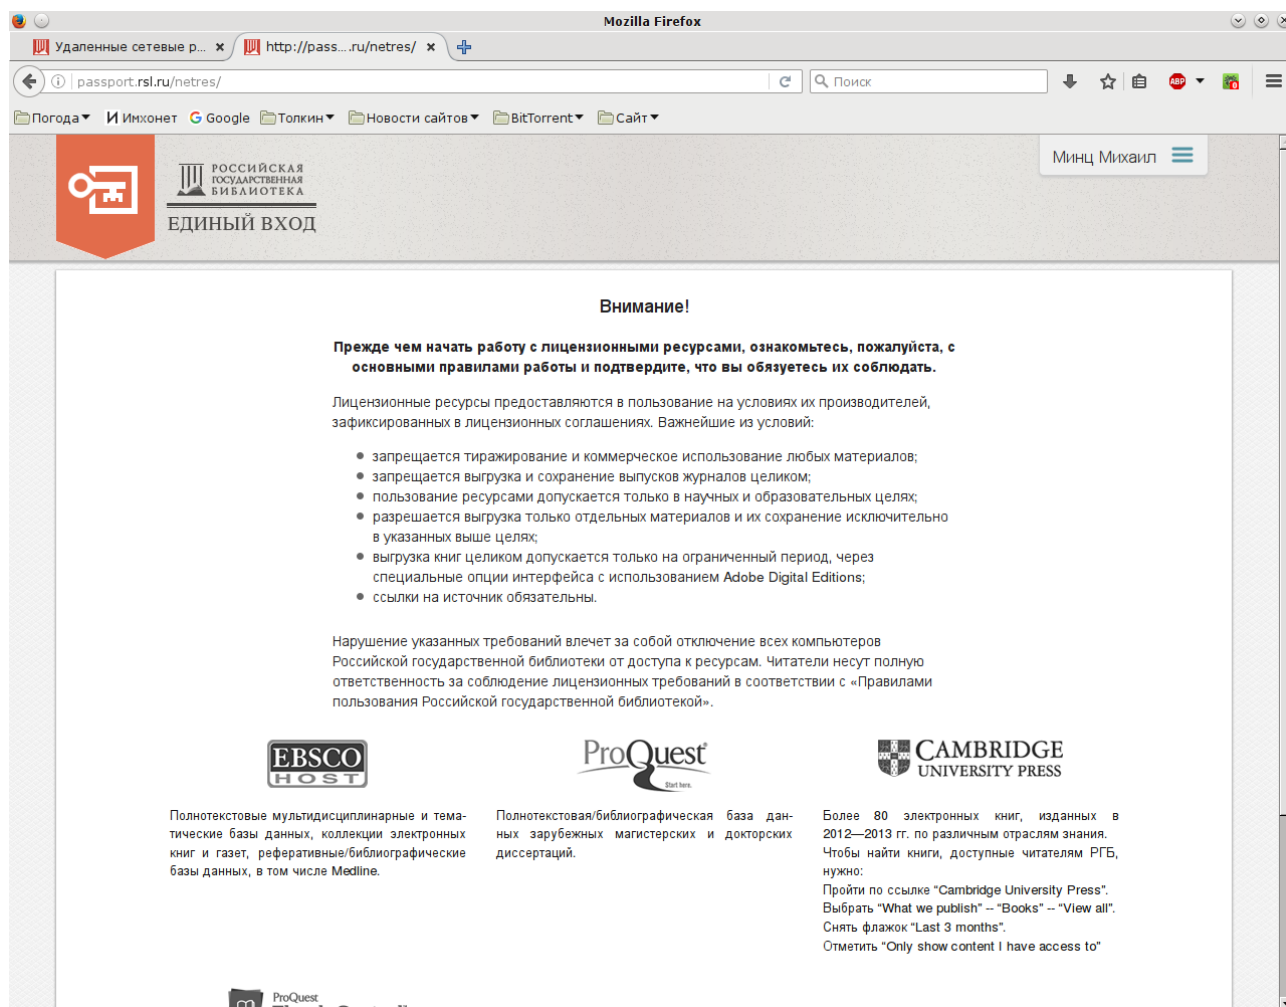 Mozilla Firefox
Удаленные сетевые р...
http://pass....ru/netres/
passport.rsl.ru/netres/
Поиск
ABP
0
Погода
Имхонет
Google
Толкин
Новости сайтов
BitTorrent
Сайт
РОССИЙСКАЯ
ГОСУДАРСТВЕННАЯ
БИБЛИОТЕКА
ЕДИНЫЙ ВХОД
Минц Михаил
Внимание!
Прежде чем начать работу с лицензионными ресурсами, ознакомьтесь, пожалуйста, с
основными правилами работы и подтвердите, что вы обязуетесь их соблюдать.
Лицензионные ресурсы предоставляются в пользование на условиях их производителей,
зафиксированных в лицензионных соглашениях. Важнейшие из условий:
запрещается тиражирование и коммерческое использование любых материалов;
запрещается выгрузка и сохранение выпусков журналов целиком;
пользование ресурсами допускается только в научных и образовательных целях;
разрешается выгрузка только отдельных материалов и их сохранение исключительно
в указанных выше целях;
выгрузка книг целиком допускается только на ограниченный период, через
специальные опции интерфейса с использованием Adobe Digital Editions;
ссылки на источник обязательны.
Нарушение указанных требований влечет за собой отключение всех компьютеров
Российской государственной библиотеки от доступа к ресурсам. Читатели несут полную
ответственность за соблюдение лицензионных требований в соответствии с «Правилами
пользования Российской государственной библиотекой».
EBSCO
HOST
Полнотекстовые мультидисциплинарные и тема-
тические базы данных, коллекции электронных
книг и газет, реферативные/библиографические
базы данных, в том числе Medline.
ProQuest
Start here.
Полнотекстовая/библиографическая база дан-
ных зарубежных магистерских и докторских
диссертаций.
CAMBRIDGE
UNIVERSITY PRESS
Более 80 электронных книг, изданных в
2012—2013 гг. по различным отраслям знания.
Чтобы найти книги, доступные читателям РГБ,
нужно:
Пройти по ссылке “Cambridge University Press”.
Выбрать “What we publish” -- “Books” -- “View all”.
Снять флажок “Last 3 months”.
Отметить “Only show content I have access to”
ProQuest